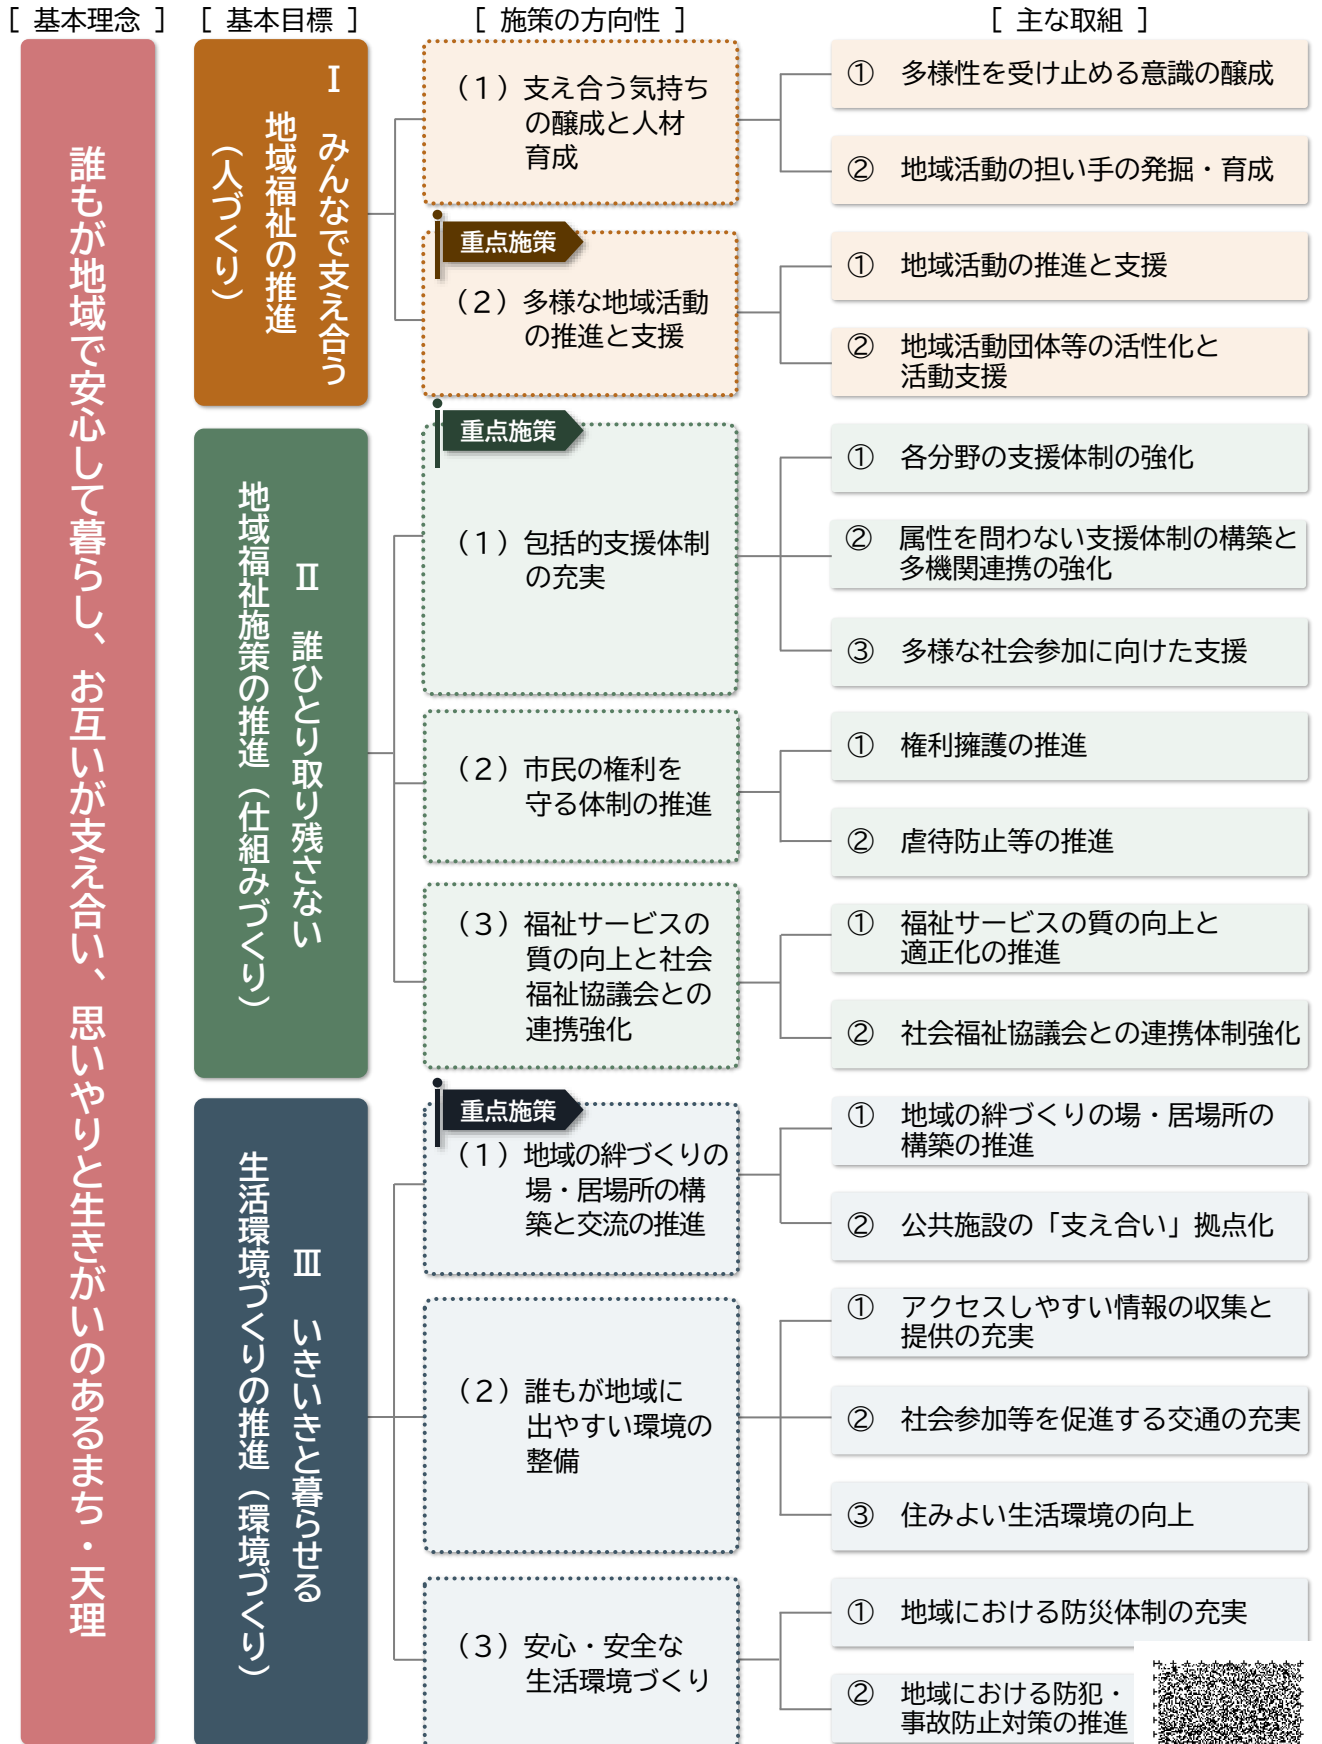 [ 基本理念 ]
[ 基本目標 ]
[ 施策の方向性 ]
[ 主な取組 ]
誰もが地域で安心して暮らし、お互いが支え合い、思いやりと生きがいのあるまち・天理
Ⅰ みんなで支え合う
地域福祉の推進
（人づくり）
（1）支え合う気持ち
の醸成と人材
育成
① 多様性を受け止める意識の醸成
② 地域活動の担い手の発掘・育成
重点施策
（2）多様な地域活動
の推進と支援
① 地域活動の推進と支援
② 地域活動団体等の活性化と
活動支援
Ⅱ 誰ひとり取り残さない
地域福祉施策の推進（仕組みづくり）
重点施策
（1）包括的支援体制
の充実
① 各分野の支援体制の強化
② 属性を問わない支援体制の構築と
多機関連携の強化
③ 多様な社会参加に向けた支援
（2）市民の権利を
守る体制の推進
① 権利擁護の推進
② 虐待防止等の推進
（3）福祉サービスの
質の向上と社会
福祉協議会との
連携強化
① 福祉サービスの質の向上と
適正化の推進
② 社会福祉協議会との連携体制強化
Ⅲ いきいきと暮らせる
生活環境づくりの推進（環境づくり）
重点施策
（1）地域の絆づくりの
場・居場所の構
築と交流の推進
① 地域の絆づくりの場・居場所の
構築の推進
② 公共施設の「支え合い」拠点化
（2）誰もが地域に
出やすい環境の
整備
① アクセスしやすい情報の収集と
提供の充実
② 社会参加等を促進する交通の充実
③ 住みよい生活環境の向上
（3）安心・安全な
生活環境づくり
① 地域における防災体制の充実
② 地域における防犯・
事故防止対策の推進